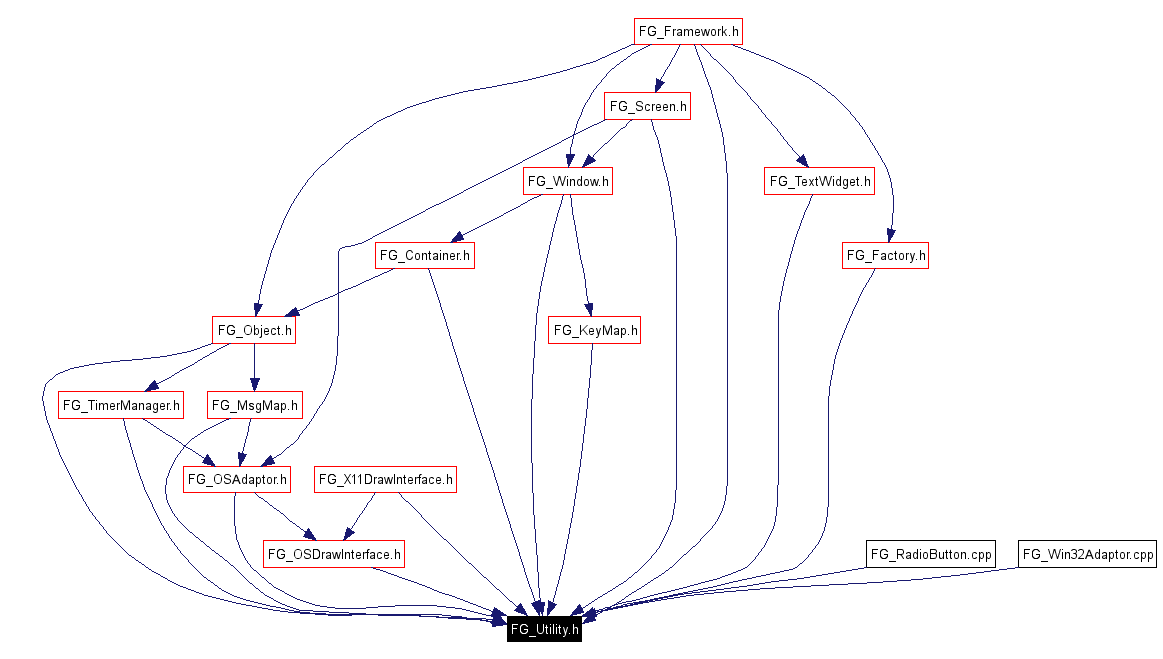 FG_Framework.h
FG_Screen.h
FG_Window.h
FG_TextWidget.h
FG_Container.h
FG_Factory.h
FG_Object.h
FG_KeyMap.h
FG_TimerManager.h
FG_MsgMap.h
FG_OSAdaptor.h
FG_X11DrawInterface.h
FG_OSDrawInterface.h
FG_RadioButton.cpp
FG_Win32Adaptor.cpp
FG_Utility.h